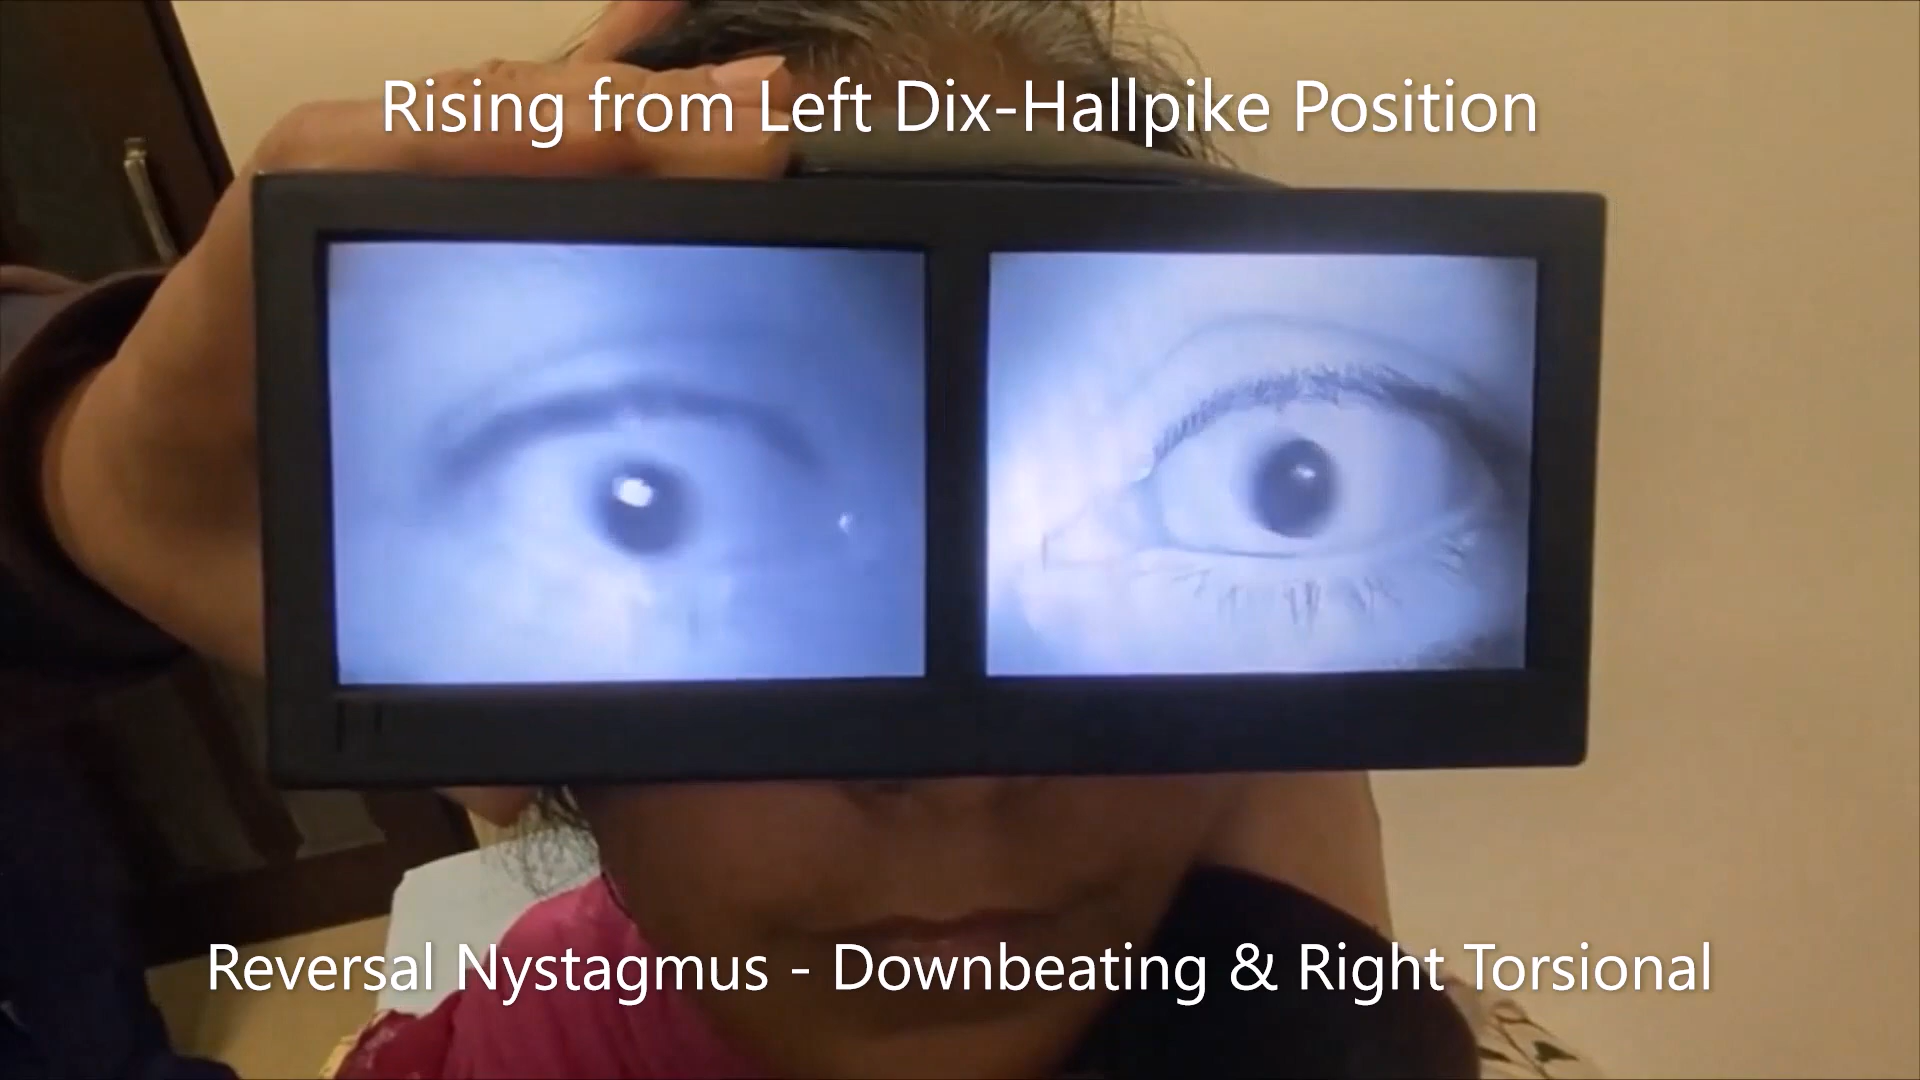 Rising from Left Dix-Hallpike Position
Reversal Nystagmus - Downbeating & Right Torsional